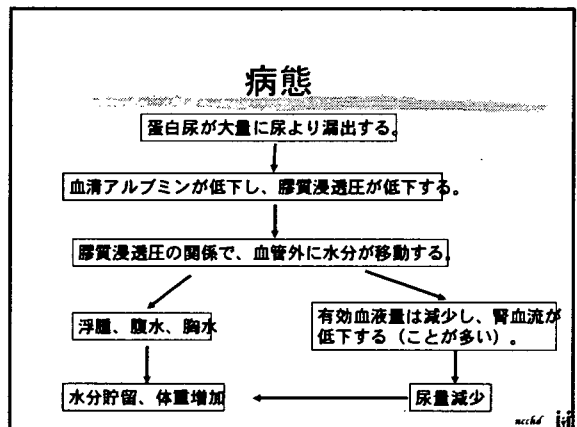 病態
蛋白尿が大量に尿より漏出する。
血清アルブミンが低下し、膠質浸透圧が低下する。
膠質浸透圧の関係で、血管外に水分が移動する。
浮腫、腹水、胸水
有効血液量は減少し、腎血流が
低下する（ことが多い）。
水分貯留、体重増加
尿量減少
ncchd